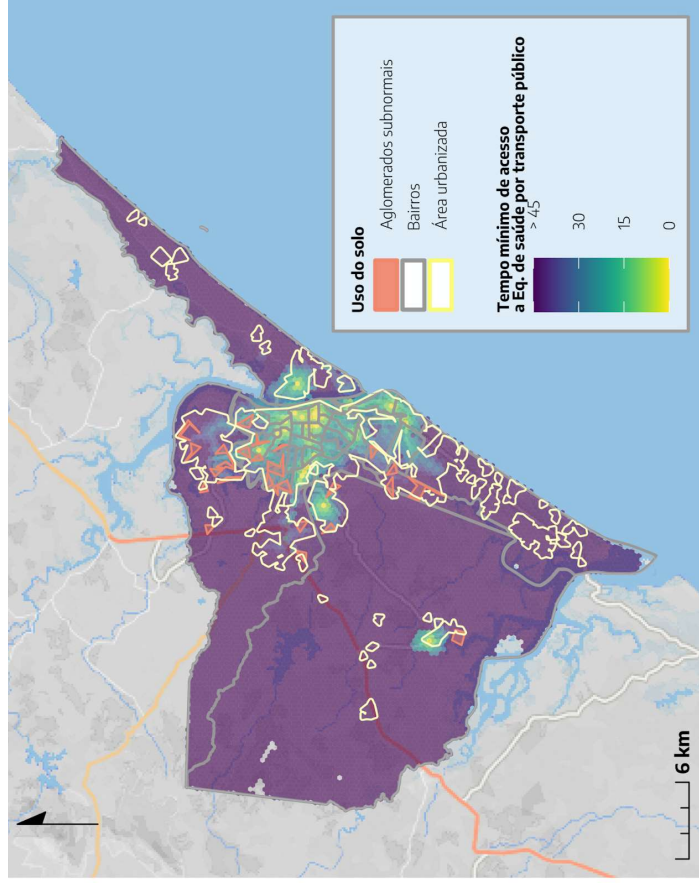 Uso do solo
Aglomerados subnormais
Bairros
Área urbanizada
Tempo mínimo de acesso
a Eq. de saúde por transporte público
> 45
30
15
0
6 km